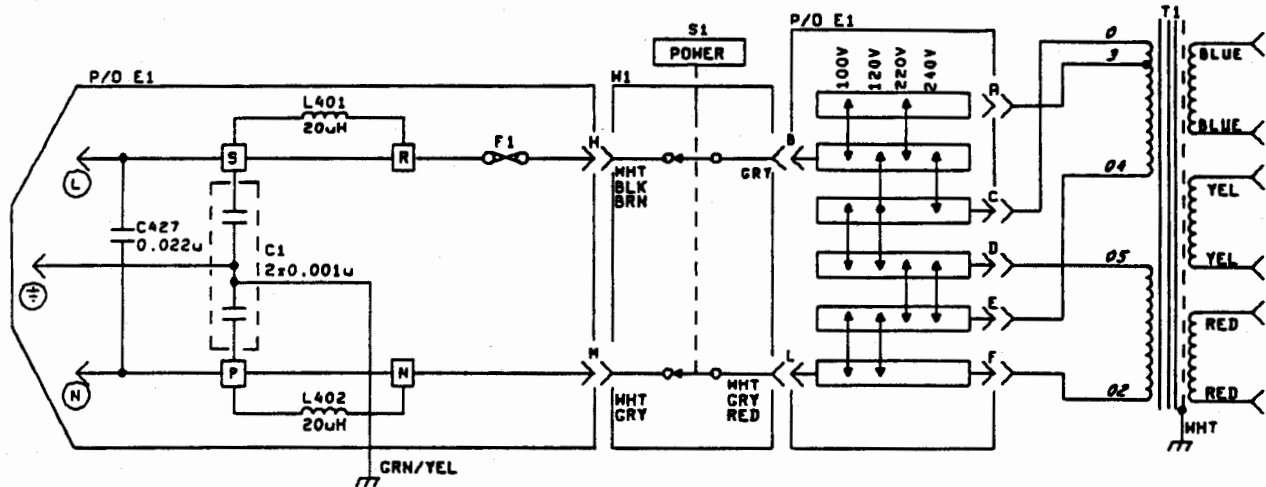 T1
S1
POWER
P/O E1
P/O E1
W1
0
3
BLUE
BLUE
100V
120V
220V
240V
A
L401
20uH
F1
H
B
L
S
R
WHT
BLK
BRN
GRY
04
YEL
YEL
C
C427
0.022u
C1
2x0.001u
D
05
E
RED
RED
N
P
N
M
L
F
L402
20uH
WHT
GRY
WHT
GRY
RED
02
WHT
GRN/YEL